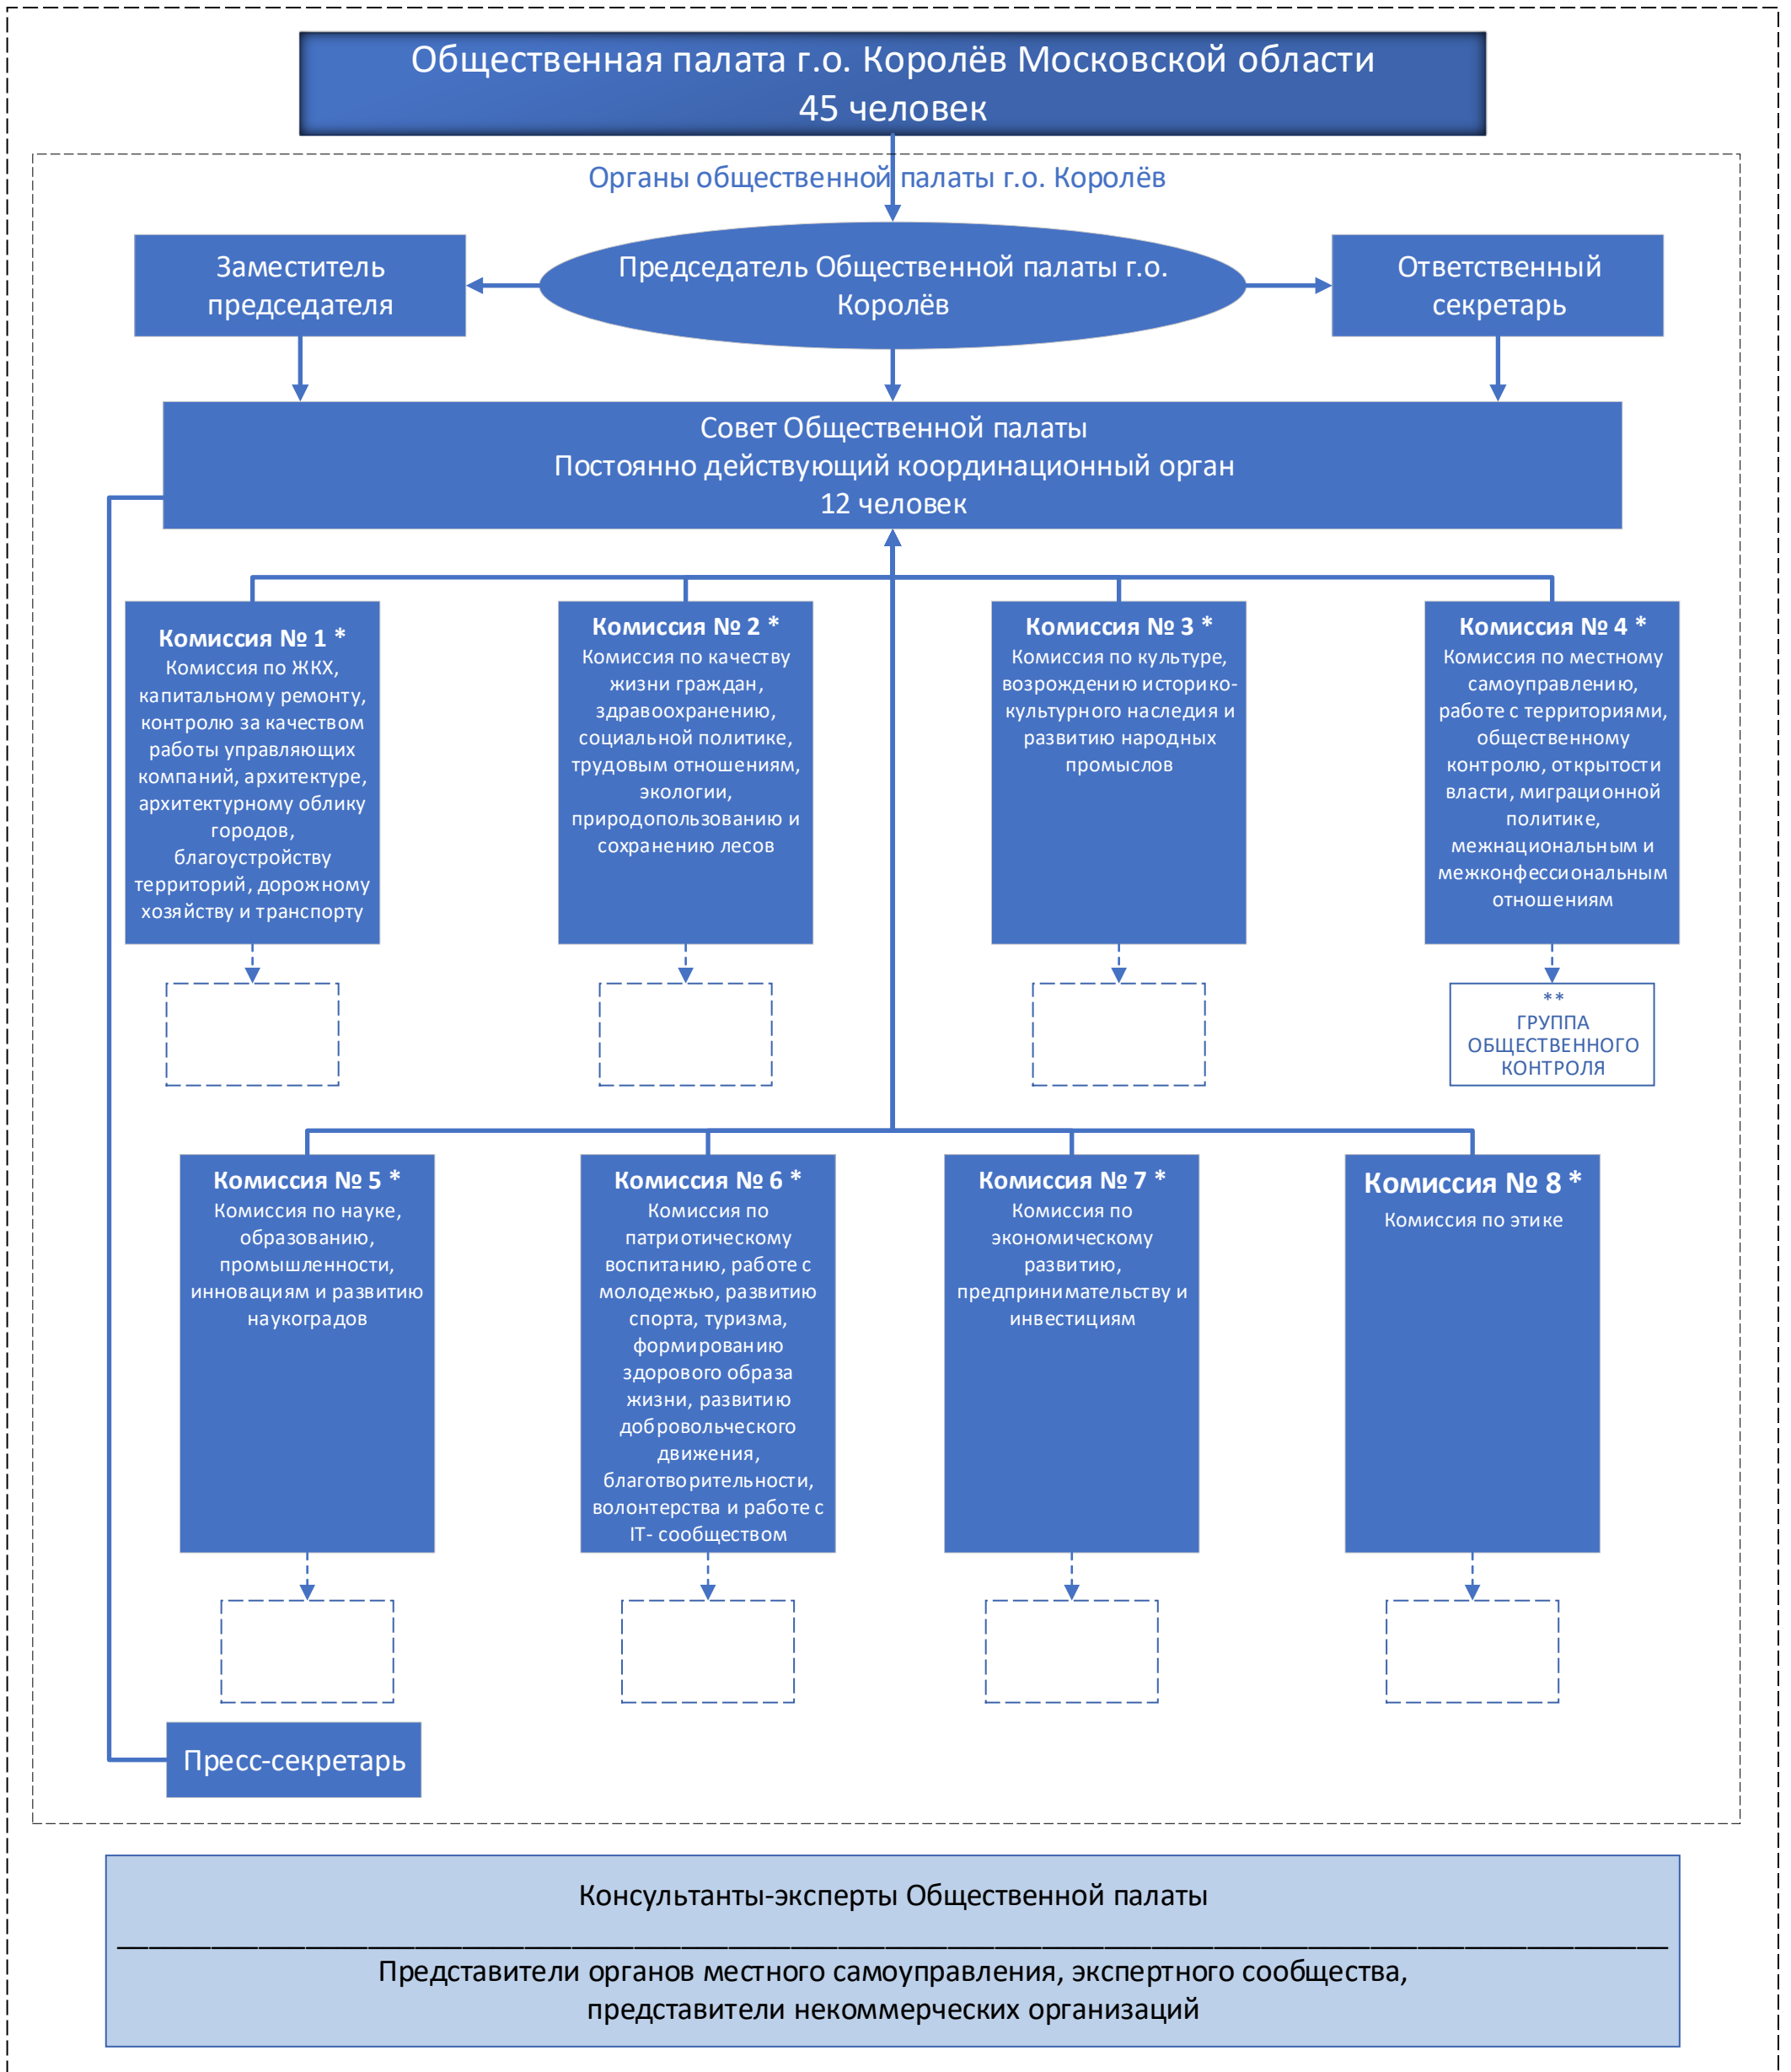 Общественная палата г.о. Королёв Московской области
45 человек
Органы общественной палаты г.о. Королёв
Заместитель
председателя
Председатель Общественной палаты г.о.
Королёв
Ответственный
секретарь
Совет Общественной палаты
Постоянно действующий координационный орган
12 человек
Комиссия № 1 *
Комиссия по ЖКХ,
капитальному ремонту,
контролю за качеством
работы управляющих
компаний, архитектуре,
архитектурному облику
городов,
благоустройству
территорий, дорожному
хозяйству и транспорту
Комиссия № 2 *
Комиссия по качеству
жизни граждан,
здравоохранению,
социальной политике,
трудовым отношениям,
экологии,
природопользованию и
сохранению лесов
Комиссия № 3 *
Комиссия по культуре,
возрождению историко-
культурного наследия и
развитию народных
промыслов
Комиссия № 4 *
Комиссия по местному
самоуправлению,
работе с территориями,
общественному
контролю, открытости
власти, миграционной
политике,
межнациональным и
межконфессиональным
отношениям
**
ГРУППА
ОБЩЕСТВЕННОГО
КОНТРОЛЯ
Комиссия № 5 *
Комиссия по науке,
образованию,
промышленности,
инновациям и развитию
наукоградов
Комиссия № 6 *
Комиссия по
патриотическому
воспитанию, работе с
молодежью, развитию
спорта, туризма,
формированию
здорового образа
жизни, развитию
добровольческого
движения,
благотворительности,
волонтерства и работе с
IT- сообществом
Комиссия № 7 *
Комиссия по
экономическому
развитию,
предпринимательству и
инвестициям
Комиссия № 8 *
Комиссия по этике
Пресс-секретарь
Консультанты-эксперты Общественной палаты
Представители органов местного самоуправления, экспертного сообщества,
представители некоммерческих организаций